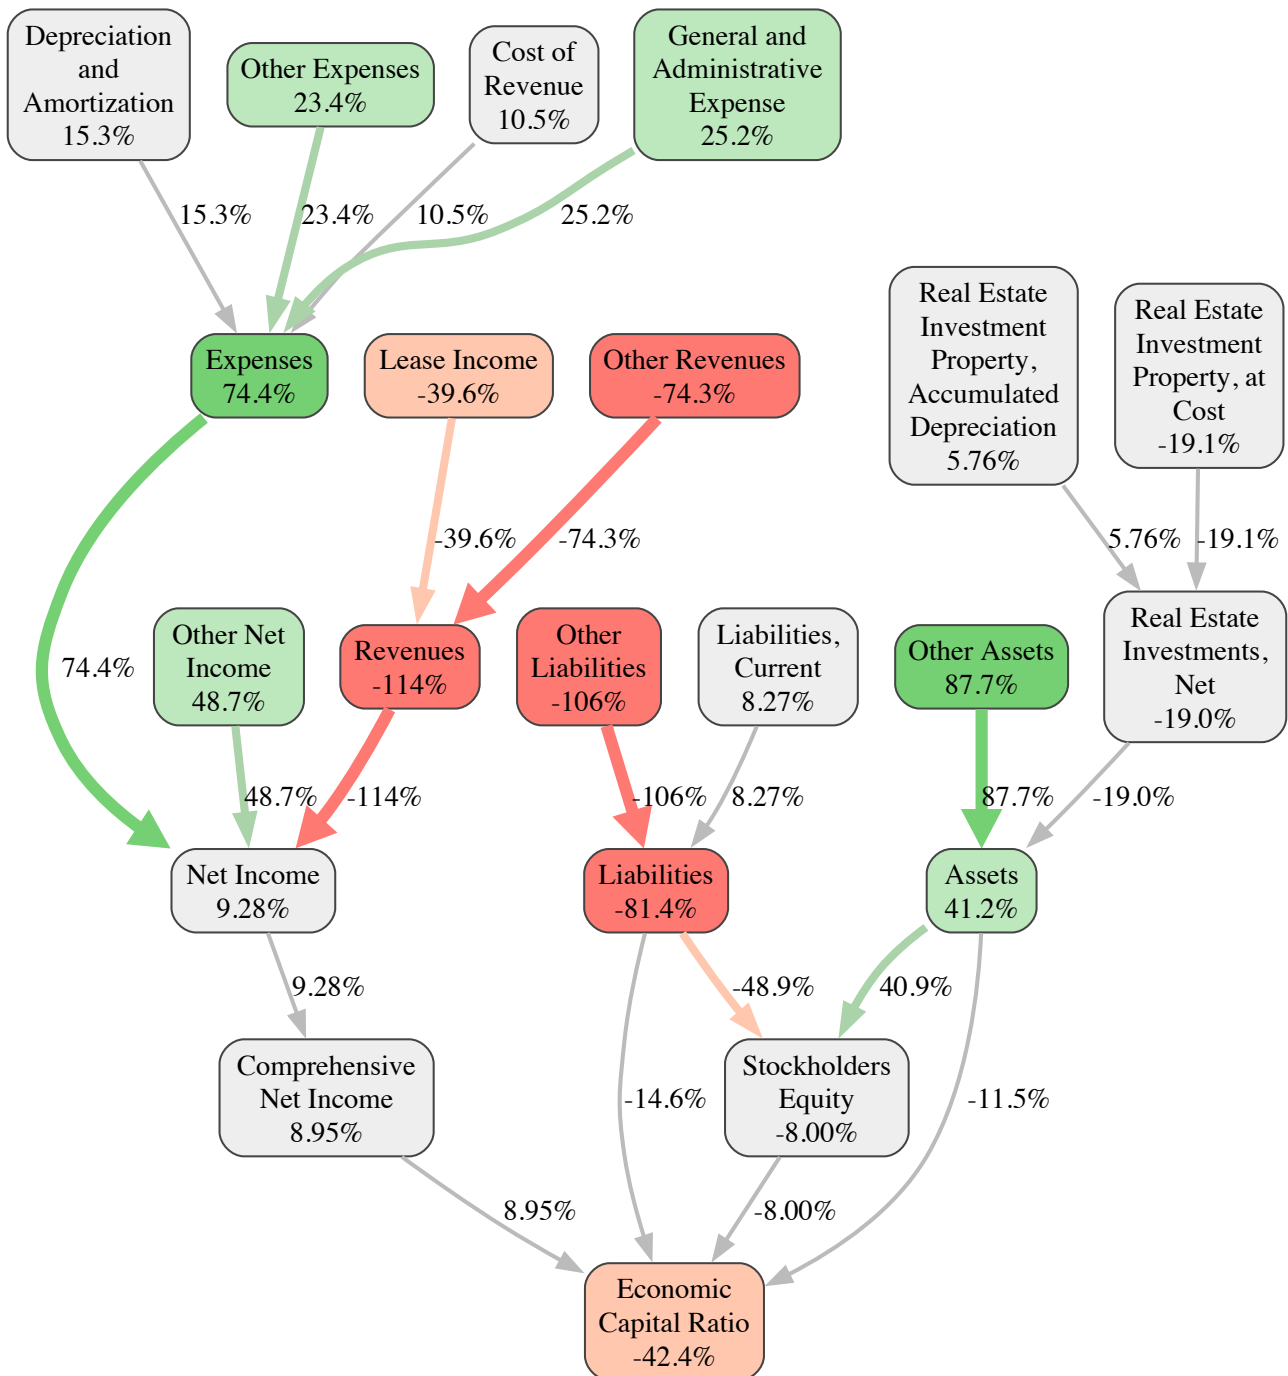 Depreciation
and
Amortization
15.3%
Other Expenses
23.4%
Cost of
Revenue
10.5%
General and
Administrative
Expense
25.2%
15.3%
23.4%
10.5%
25.2%
Expenses
74.4%
Lease Income
-39.6%
Other Revenues
-74.3%
Real Estate
Investment
Property,
Accumulated
Depreciation
5.76%
Real Estate
Investment
Property, at
Cost
-19.1%
-39.6%
-74.3%
5.76%
-19.1%
74.4%
Other Net
Income
48.7%
Revenues
-114%
Other
Liabilities
-106%
Liabilities,
Current
8.27%
Other Assets
87.7%
Real Estate
Investments,
Net
-19.0%
48.7%
-114%
-106%
8.27%
87.7%
-19.0%
Net Income
9.28%
Liabilities
-81.4%
Assets
41.2%
9.28%
-48.9%
40.9%
Comprehensive
Net Income
8.95%
-14.6%
Stockholders
Equity
-8.00%
-11.5%
8.95%
-8.00%
Economic
Capital Ratio
-42.4%